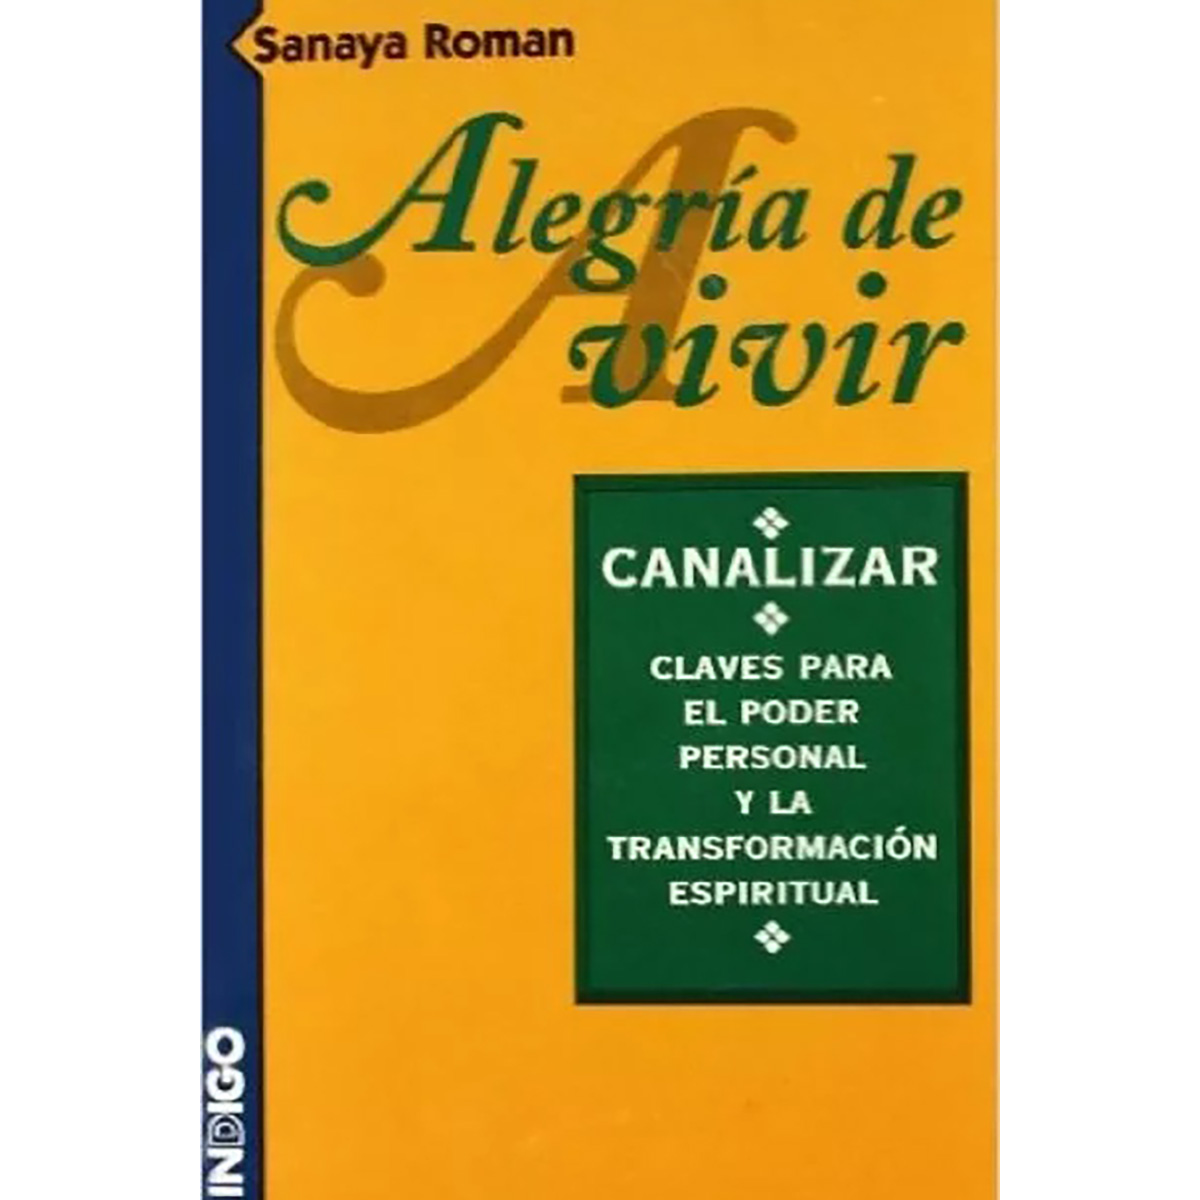 Sanaya Roman
Alegría de
vivir
CANALIZAR
CLAVES PARA
EL PODER
PERSONAL
Y LA
TRANSFORMACIÓN
ESPIRITUAL
INDIGO